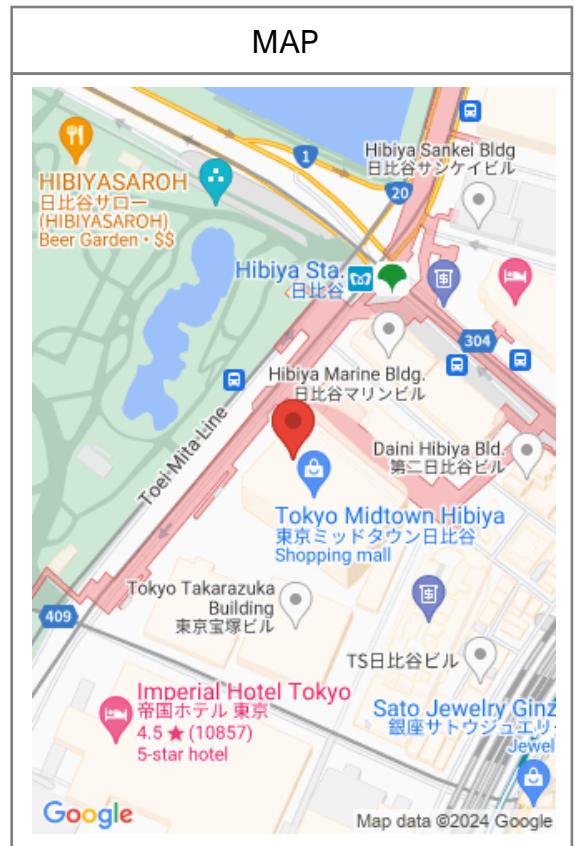 MAP
1
Hibiya Sankei Bldg
日比谷サンケイビル
20
HIBIYASAROH
日比谷サロー
(HIBIYASAROH)
Beer Garden • $$
Hibiya Sta.
日比谷
304
Hibiya Marine Bldg.
日比谷マリンビル
Toei-Mita-Line
Daini Hibiya Bld.
第二日比谷ビル
Tokyo Midtown Hibiya
東京ミッドタウン日比谷
Shopping mall
Tokyo Takarazuka
Building
東京宝塚ビル
409
TS日比谷ビル
Imperial Hotel Tokyo
帝国ホテル 東京
4.5 ★ (10857)
5-star hotel
Sato Jewelry Ginz
銀座サトウジュエリ
Jewel
Google
Map data ©2024 Google